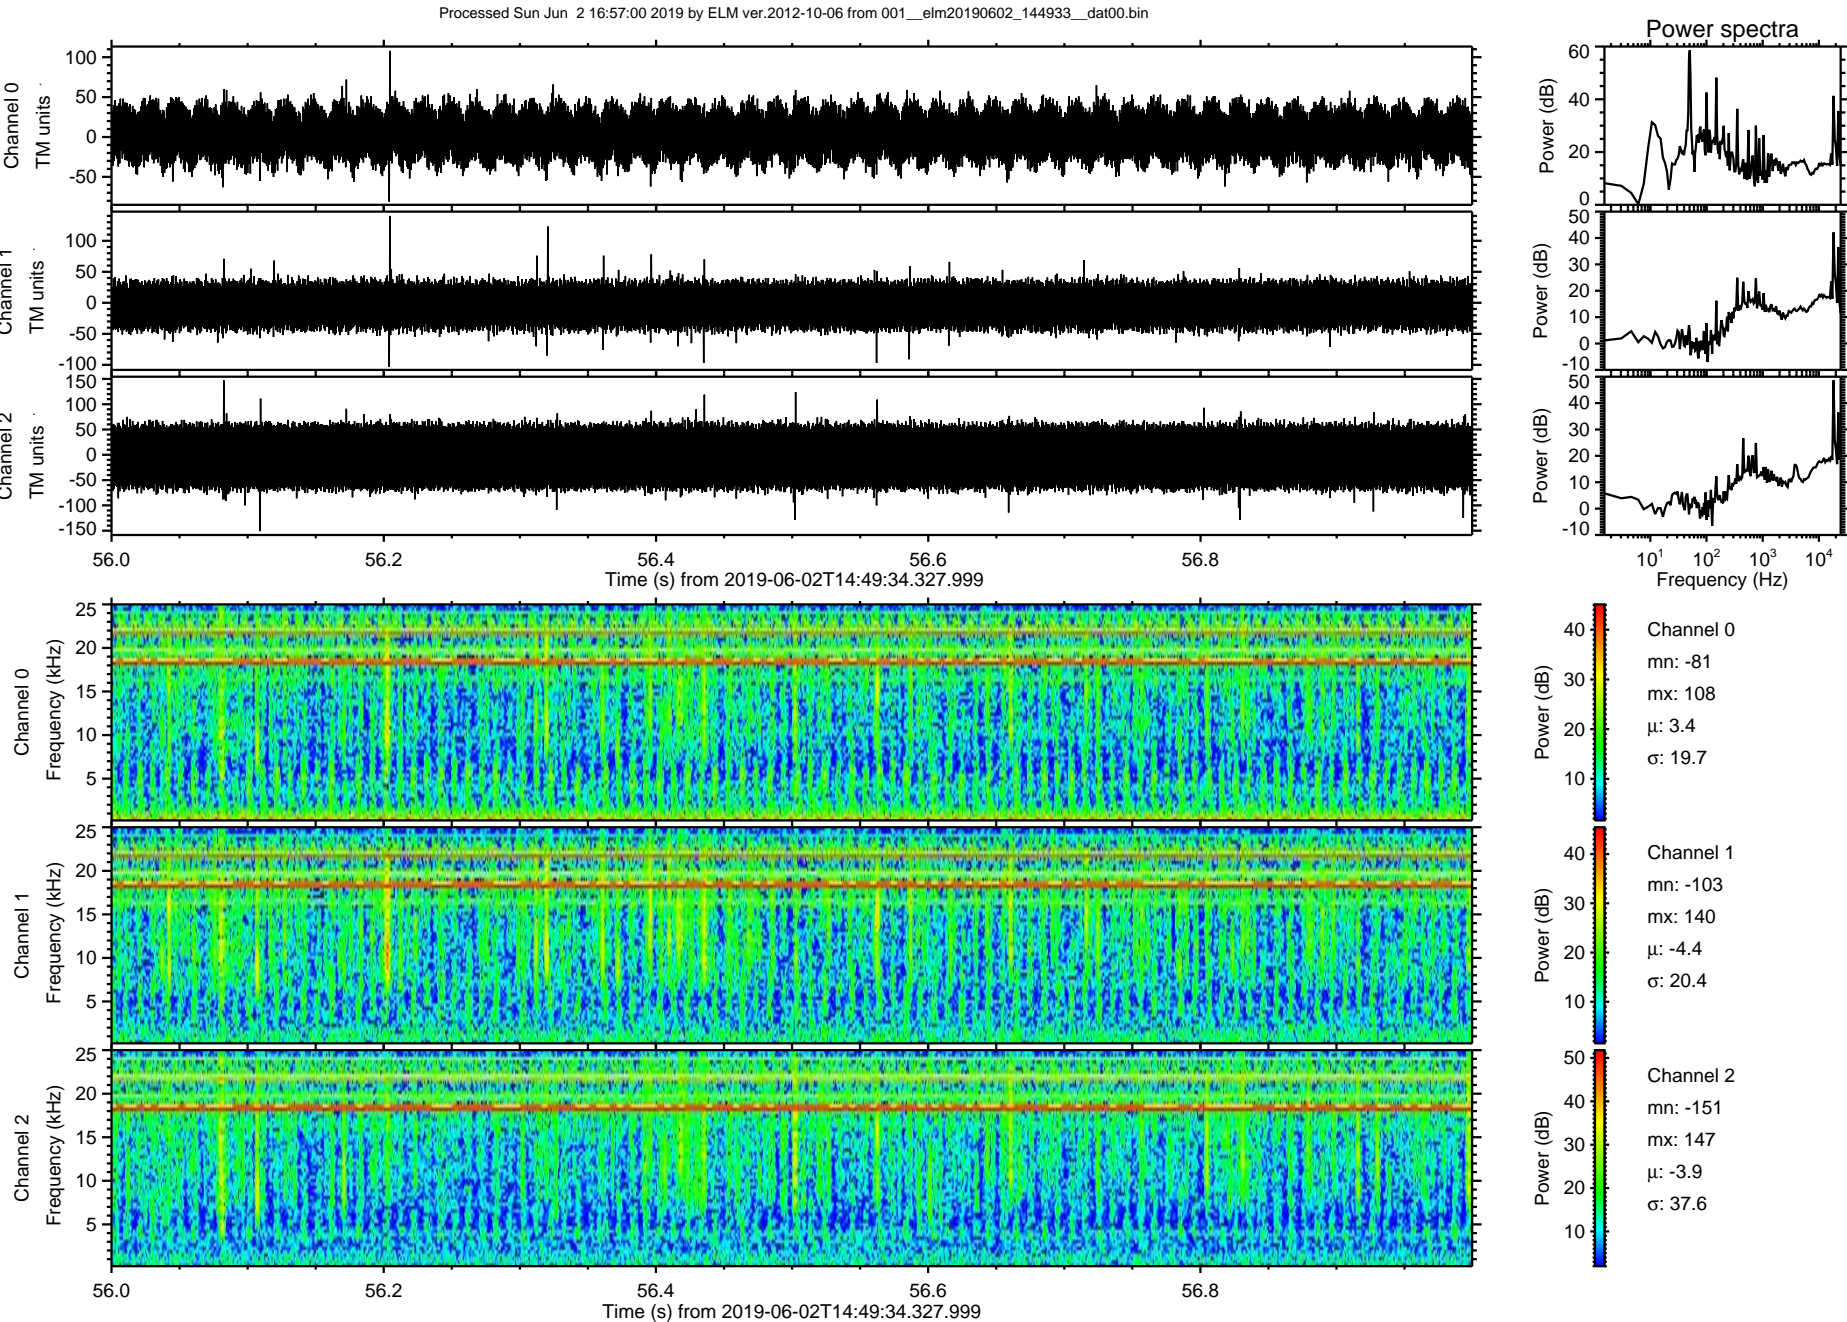 Processed Sun Jun  2 16:57:00 2019 by ELM ver.2012-10-06 from 001__elm20190602_144933__dat00.bin
Power spectra
Channel 0
TM units
100
50
0
-50
Power (dB)
60
40
20
0
Channel 1
TM units
100
50
0
-50
-100
Power (dB)
50
40
30
20
10
0
-10
Channel 2
TM units
150
100
50
0
-50
-100
-150
Power (dB)
50
40
30
20
10
0
-10
56.0 56.2 56.4 56.6 56.8
Time (s) from 2019-06-02T14:49:34.327.999
10¹ 10² 10³ 10⁴
Frequency (Hz)
Channel 0
Frequency (kHz)
25
20
15
10
5
Power (dB)
40
30
20
10
Channel 0
mn: -81
mx: 108
μ: 3.4
σ: 19.7
Channel 1
Frequency (kHz)
25
20
15
10
5
Power (dB)
40
30
20
10
Channel 1
mn: -103
mx: 140
μ: -4.4
σ: 20.4
Channel 2
Frequency (kHz)
25
20
15
10
5
Power (dB)
50
40
30
20
10
Channel 2
mn: -151
mx: 147
μ: -3.9
σ: 37.6
56.0 56.2 56.4 56.6 56.8
Time (s) from 2019-06-02T14:49:34.327.999